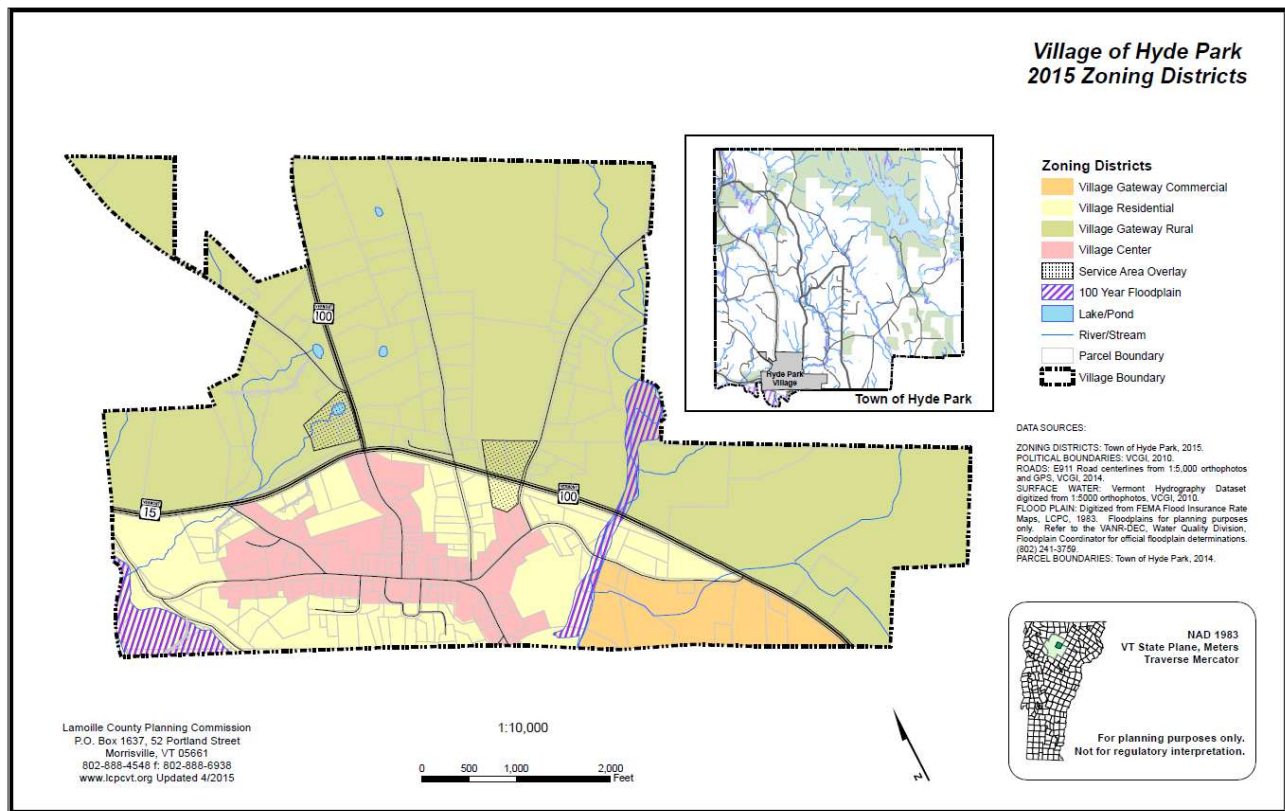 Village of Hyde Park
2015 Zoning Districts
Zoning Districts
Village Gateway Commercial
Village Residential
Village Gateway Rural
Village Center
Service Area Overlay
100 Year Floodplain
Lake/Pond
River/Stream
Parcel Boundary
Village Boundary
Hyde Park
Village
Town of Hyde Park
VERMONT
100
VERMONT
15
VERMONT
100
DATA SOURCES:
ZONING DISTRICTS: Town of Hyde Park, 2015.
POLITICAL BOUNDARIES: VCGI, 2010.
ROADS: E911 Road centerlines from 1:5,000 orthophotos
and GPS, VCGI, 2014.
SURFACE WATER: Vermont Hydrography Dataset
digitized from 1:5000 orthophotos, VCGI, 2010.
FLOOD PLAIN: Digitized from FEMA Flood Insurance Rate
Maps, LCPC, 1983. Floodplains for planning purposes
only. Refer to the VANR-DEC, Water Quality Division,
Floodplain Coordinator for official floodplain determinations.
(802) 241-3759.
PARCEL BOUNDARIES: Town of Hyde Park, 2014.
NAD 1983
VT State Plane, Meters
Traverse Mercator
For planning purposes only.
Not for regulatory interpretation.
Lamoille County Planning Commission
P.O. Box 1637, 52 Portland Street
Morrisville, VT 05661
802-888-4548 f: 802-888-6938
www.lcpcvt.org Updated 4/2015
1:10,000
0 500 1,000 2,000
Feet
N